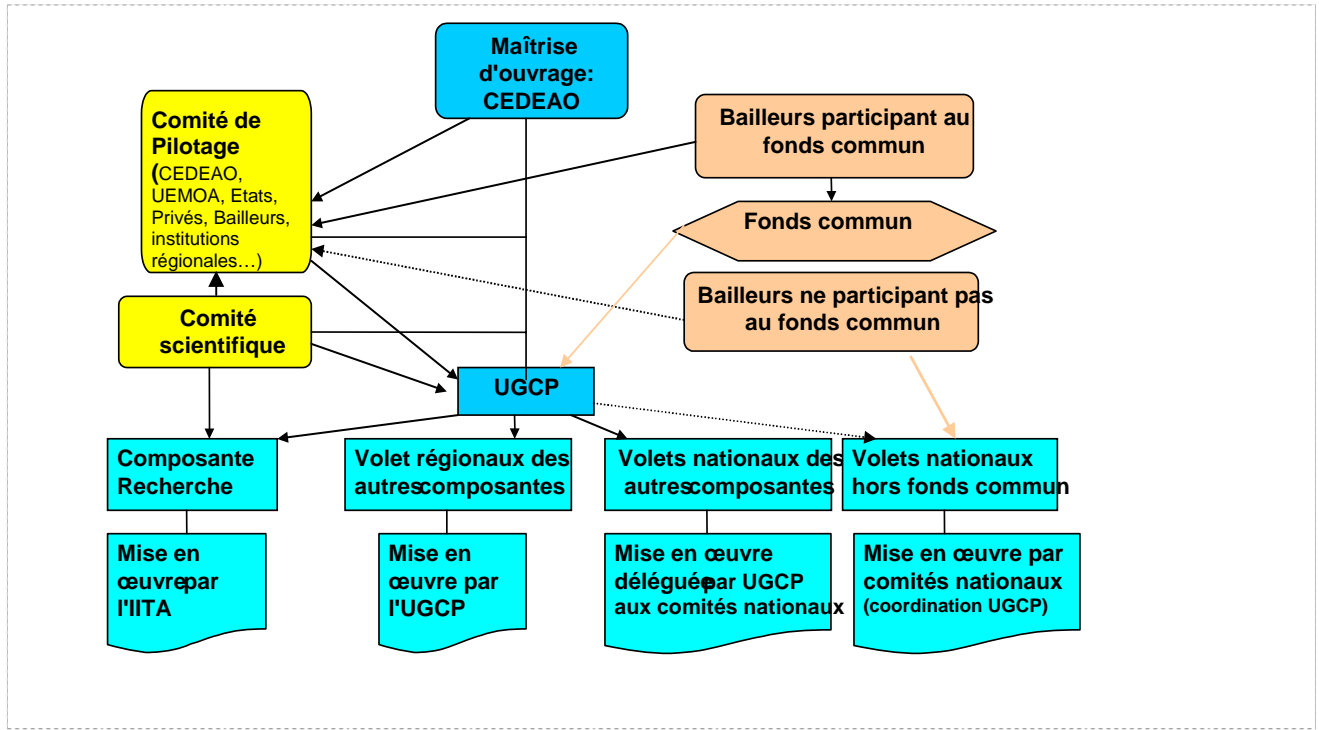 Maîtrise
d'ouvrage:
CEDEAO
Comité de
Pilotage
(CEDEAO,
UEMOA, Etats,
Privés, Bailleurs,
institutions
régionales…)
Bailleurs participant au
fonds commun
Fonds commun
Bailleurs ne participant pas
au fonds commun
Comité
scientifique
UGCP
Composante
Recherche
Volet régionaux des
autres composantes
Volets nationaux des
autres composantes
Volets nationaux
hors fonds commun
Mise en
œuvre par
l'IITA
Mise en
œuvre par
l'UGCP
Mise en œuvre
déléguée par UGCP
aux comités nationaux
Mise en œuvre par
comités nationaux
(coordination UGCP)